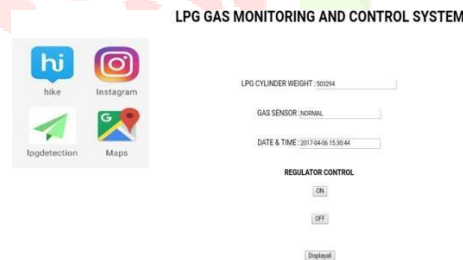 LPG GAS MONITORING AND CONTROL SYSTEM
hi
hike
Instagram
G
lpgdetection
Maps
LPG CYLINDER WEIGHT : 503294
GAS SENSOR : NORMAL
DATE & TIME : 2017-04-06 15:30:44
REGULATOR CONTROL
ON
OFF
Displayall